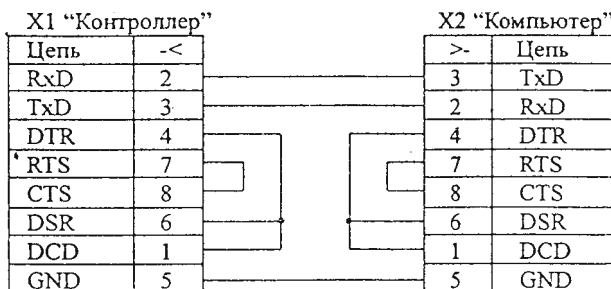 X1 “Контроллер” X2 “Компьютер”
Цепь -< >- Цепь
RxD 2 3 TxD
TxD 3 2 RxD
DTR 4 4 DTR
RTS 7 7 RTS
CTS 8 8 CTS
DSR 6 6 DSR
DCD 1 1 DCD
GND 5 5 GND